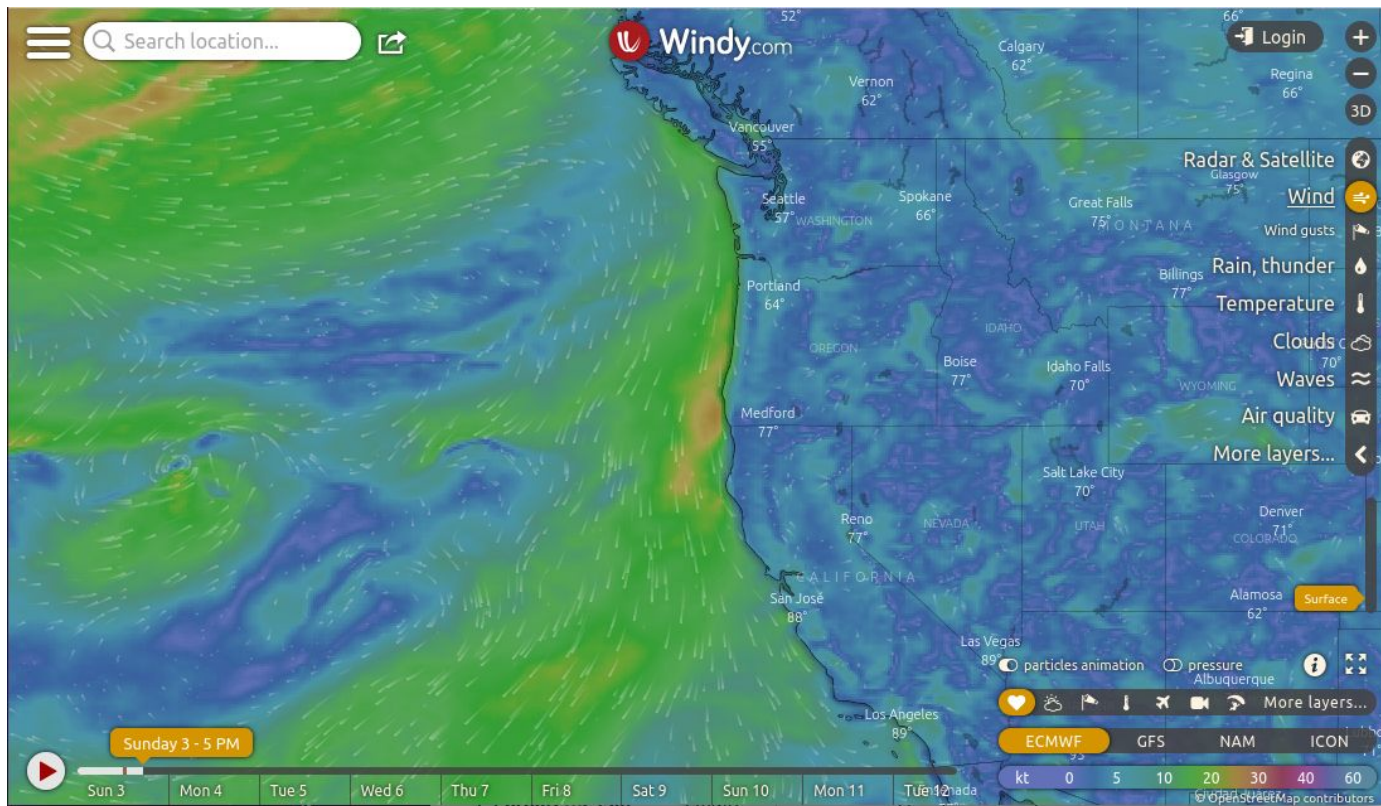 Search location...
Windy.com
Login
52°
66°
Calgary
62°
Regina
66°
3D
Vernon
62°
Vancouver
55°
Radar & Satellite
Glasgow
75°
Seattle
57°
WASHINGTON
Spokane
66°
Great Falls
75°
MONTANA
Wind
Wind gusts
Rain, thunder
Portland
64°
Billings
77°
Temperature
IDAHO
OREGON
Clouds
Boise
77°
Idaho Falls
70°
70°
WYOMING
Waves
Medford
77°
Air quality
More layers...
Salt Lake City
70°
Reno
77°
NEVADA
UTAH
Denver
71°
COLORADO
CALIFORNIA
San José
88°
Alamosa
62°
Surface
Las Vegas
89°
particles animation
pressure
Albuquerque
More layers...
Los Angeles
89°
Sunday 3 - 5 PM
ECMWF GFS NAM ICON
kt 0 5 10 20 30 40 60
Sun 3 Mon 4 Tue 5 Wed 6 Thu 7 Fri 8 Sat 9 Sun 10 Mon 11 Tue 12
© OpenStreetMap contributors